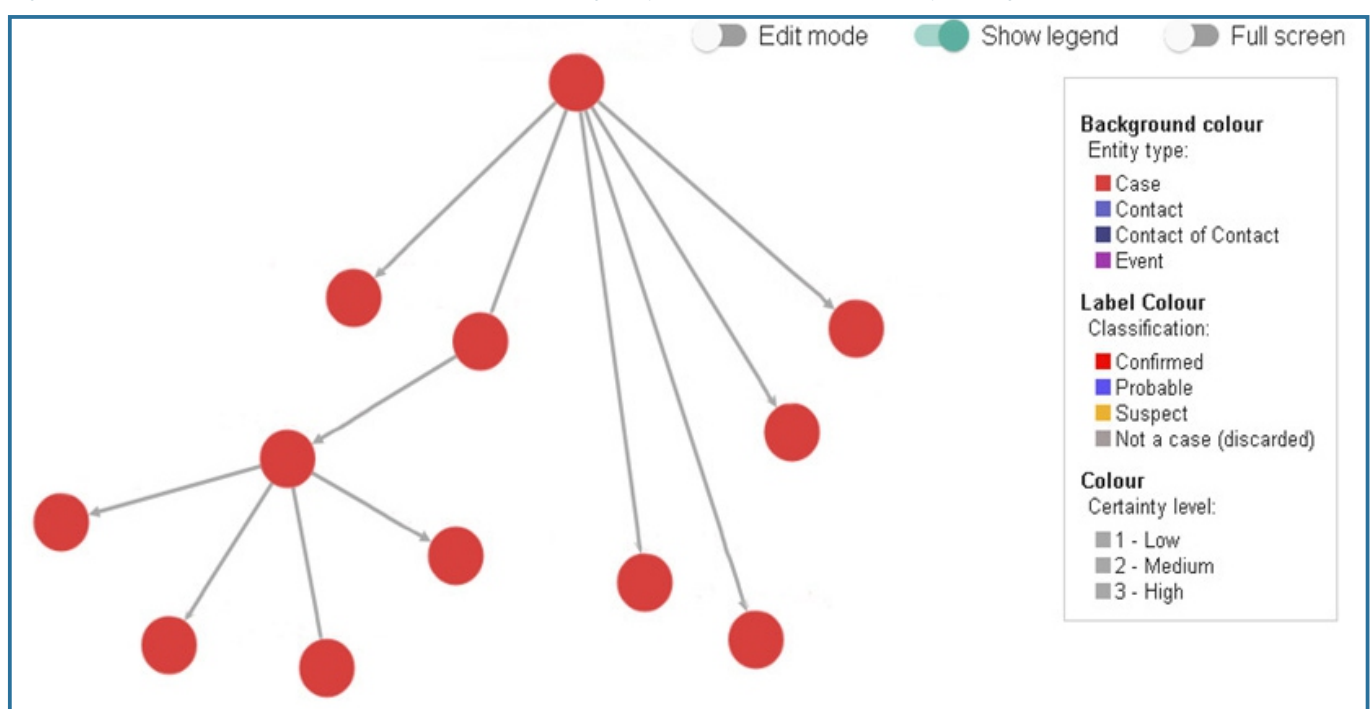 Edit mode
Show legend
Full screen
Background colour
Entity type:
Case
Contact
Contact of Contact
Event
Label Colour
Classification:
Confirmed
Probable
Suspect
Not a case (discarded)
Colour
Certainty level:
1 - Low
2 - Medium
3 - High